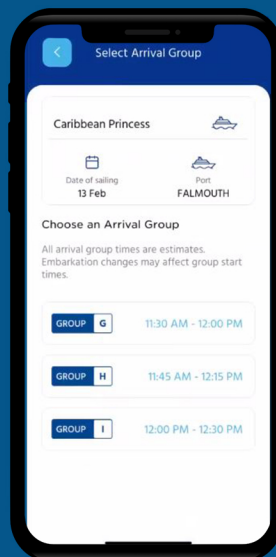 Select Arrival Group
Caribbean Princess
Date of sailing
13 Feb
Port
FALMOUTH
Choose an Arrival Group
All arrival group times are estimates.
Embarkation changes may affect group start
times.
GROUP G 11:30 AM - 12:00 PM
GROUP H 11:45 AM - 12:15 PM
GROUP I 12:00 PM - 12:30 PM